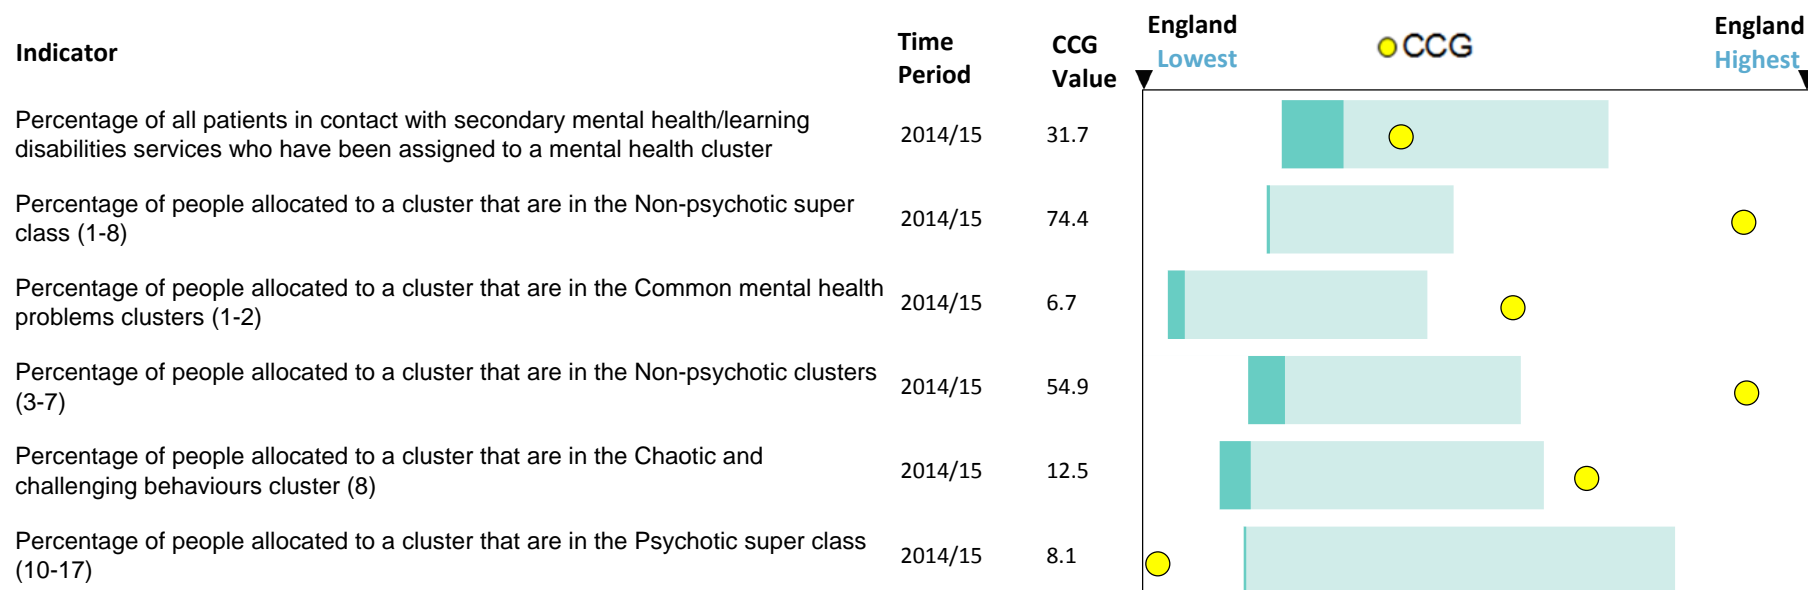 Indicator
Time Period
CCG Value
England Lowest
CCG
England Highest
Percentage of all patients in contact with secondary mental health/learning
disabilities services who have been assigned to a mental health cluster
2014/15
31.7
Percentage of people allocated to a cluster that are in the Non-psychotic super
class (1-8)
2014/15
74.4
Percentage of people allocated to a cluster that are in the Common mental health
problems clusters (1-2)
2014/15
6.7
Percentage of people allocated to a cluster that are in the Non-psychotic clusters
(3-7)
2014/15
54.9
Percentage of people allocated to a cluster that are in the Chaotic and
challenging behaviours cluster (8)
2014/15
12.5
Percentage of people allocated to a cluster that are in the Psychotic super class
(10-17)
2014/15
8.1